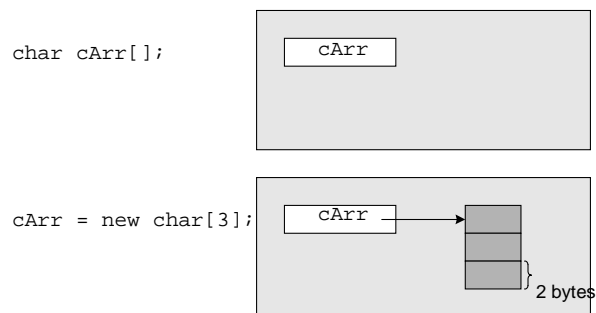 char cArr[];
cArr
cArr = new char[3];
cArr
2 bytes